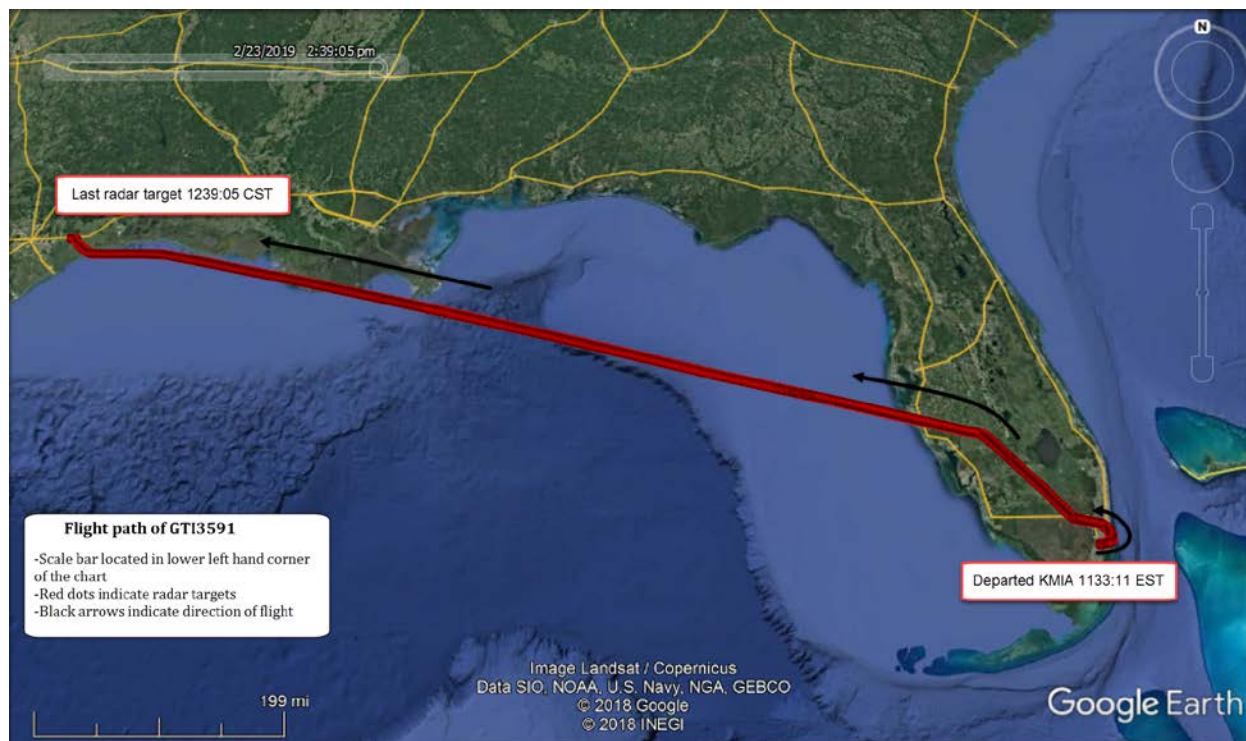 N
2/23/2019 2:39:05 pm
Last radar target 1239:05 CST
Flight path of GTI3591
-Scale bar located in lower left hand corner
of the chart
-Red dots indicate radar targets
-Black arrows indicate direction of flight
Departed KMIA 1133:11 EST
199 mi
Image Landsat / Copernicus
Data SIO, NOAA, U.S. Navy, NGA, GEBCO
© 2018 Google
© 2018 INEGI
Google Earth